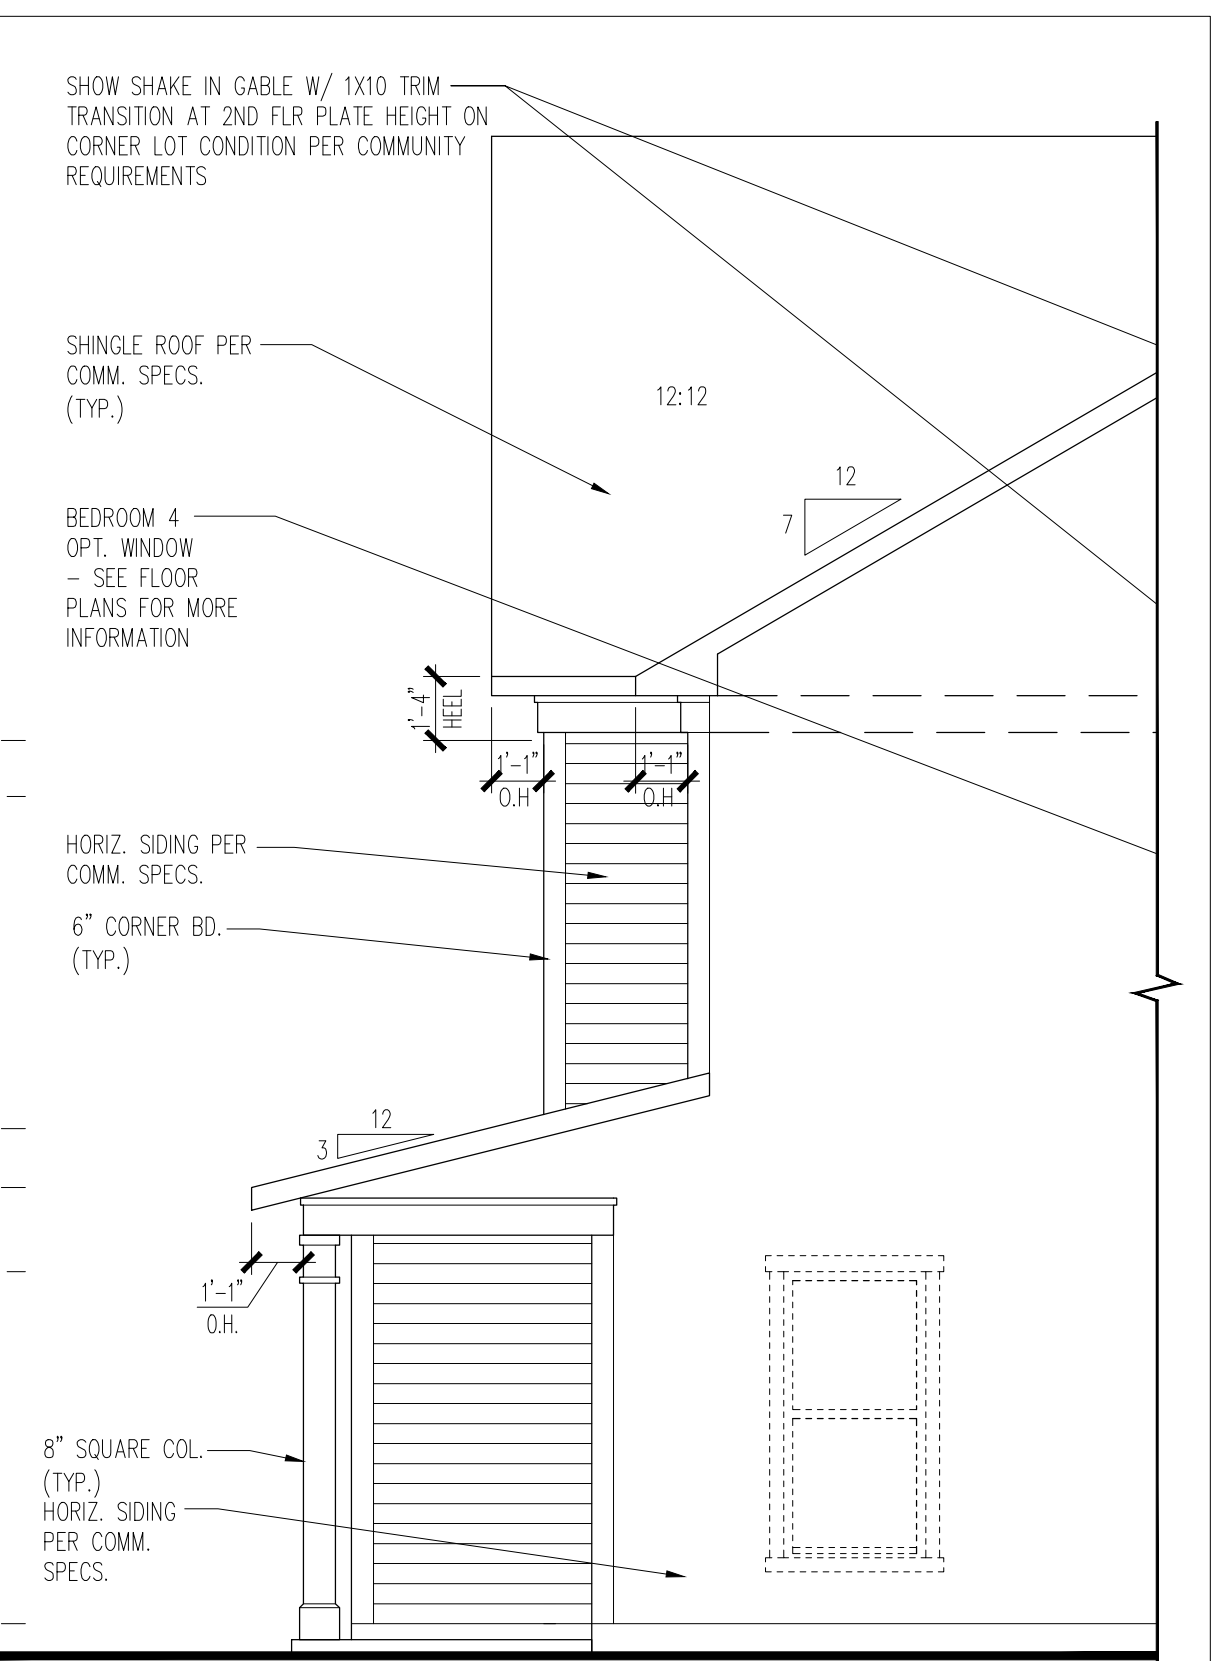 SHOW SHAKE IN GABLE W/ 1X10 TRIM
TRANSITION AT 2ND FLR PLATE HEIGHT ON
CORNER LOT CONDITION PER COMMUNITY
REQUIREMENTS
SHINGLE ROOF PER
COMM. SPECS.
(TYP.)
12:12
12
7
BEDROOM 4
OPT. WINDOW
– SEE FLOOR
PLANS FOR MORE
INFORMATION
1'-4"
HEEL
1'-1"
O.H
1'-1"
O.H
HORIZ. SIDING PER
COMM. SPECS.
6" CORNER BD.
(TYP.)
12
3
1'-1"
O.H.
8" SQUARE COL.
(TYP.)
HORIZ. SIDING
PER COMM.
SPECS.